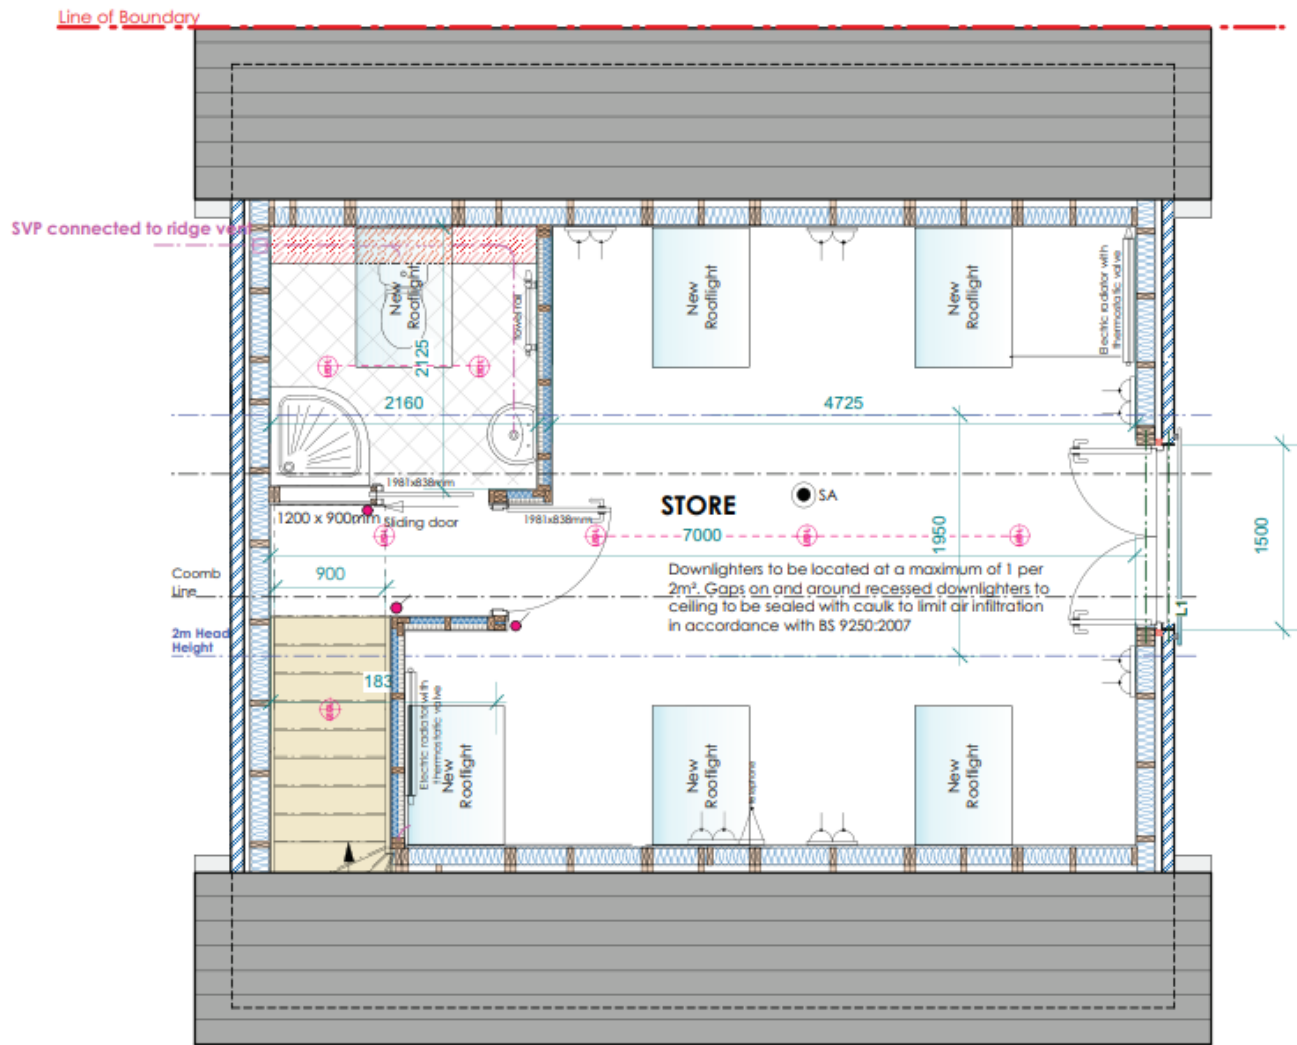 Line of Boundary
SVP connected to ridge vent
New
Rooflight
Towel rail
New
Rooflight
New
Rooflight
Electric radiator with
thermostatic valve
2125
2160
4725
1981x838mm
1200 x 900mm
Sliding door
1981x838mm
STORE
SA
7000
1950
1500
Downlighters to be located at a maximum of 1 per
2m². Gaps on and around recessed downlighters to
ceiling to be sealed with caulk to limit air infiltration
in accordance with BS 9250:2007
Coomb
Line
900
L1
2m Head
Height
183
Electric radiator with
thermostatic valve
New
Rooflight
New
Rooflight
telephone
New
Rooflight